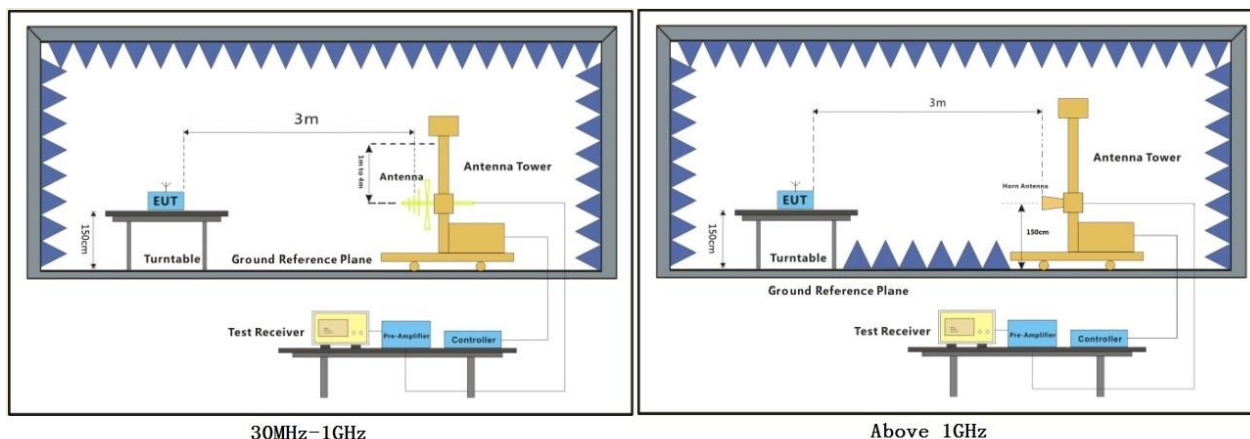 3m
1m to 4m
Antenna
Antenna Tower
EUT
150cm
Turntable
Ground Reference Plane
Test Receiver
Pre-Amplifier
Controller
30MHz-1GHz
3m
Antenna Tower
Horn Antenna
EUT
150cm
150cm
Turntable
Ground Reference Plane
Test Receiver
Pre-Amplifier
Controller
Above 1GHz